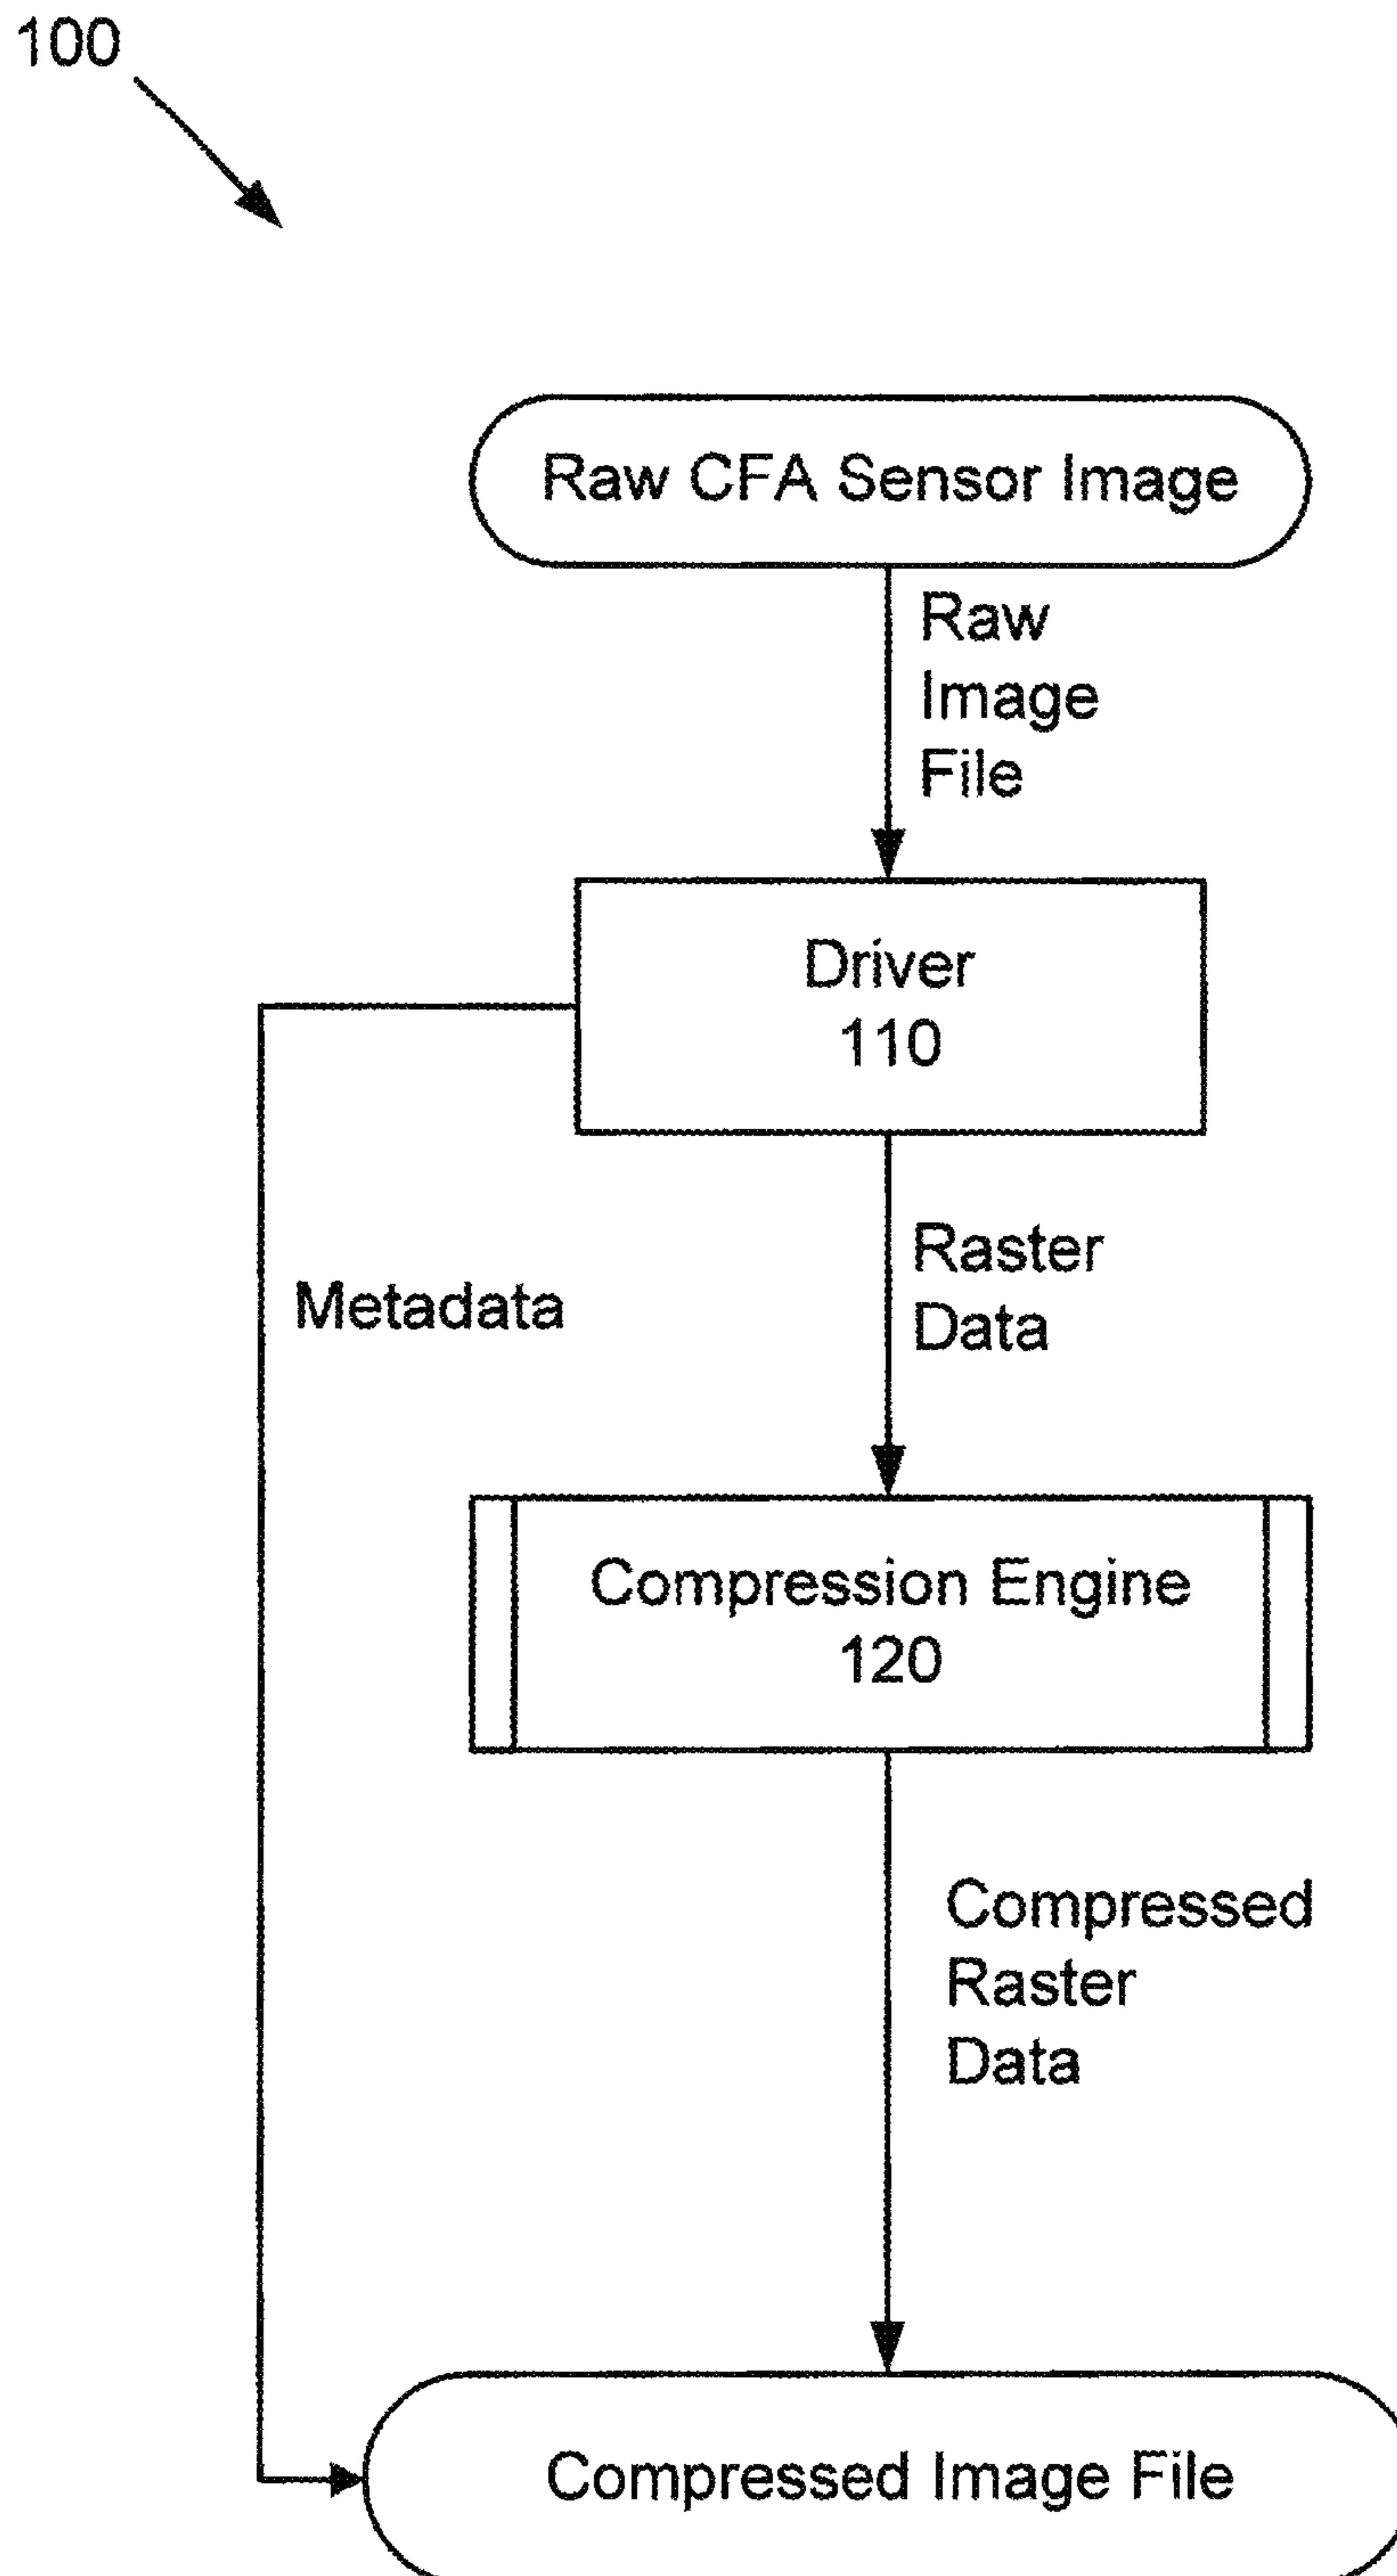 100
Raw CFA Sensor Image
Raw
Image
File
Driver
110
Metadata
Raster
Data
Compression Engine
120
Compressed
Raster
Data
Compressed Image File